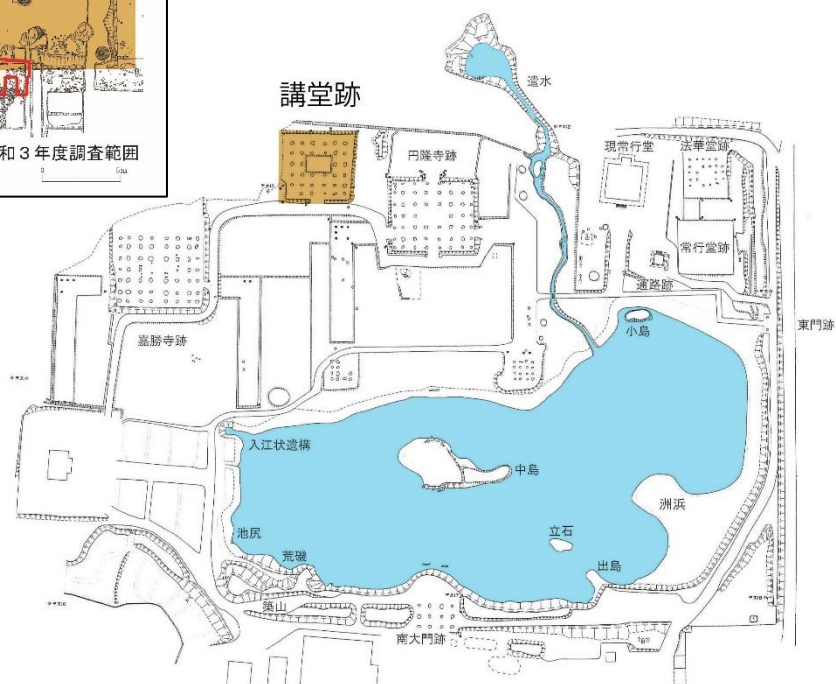 和3年度調査範囲
0
講堂跡
遣水
円隆寺跡
現常行堂
法華堂跡
常行堂跡
通路跡
東門跡
小島
嘉勝寺跡
入江状遺構
中島
洲浜
池尻
荒磯
立石
出島
築山
南大門跡